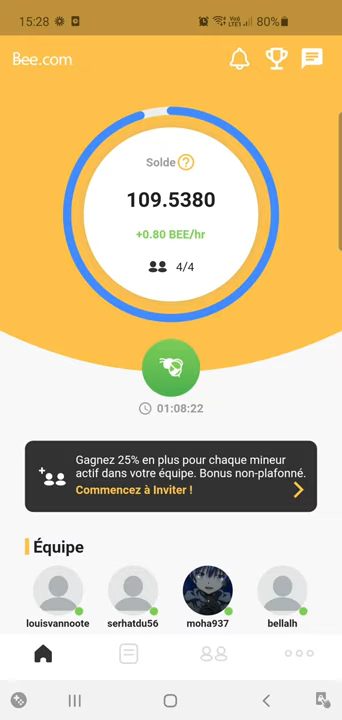 15:28
Vo)) LTE1 80%
Bee.com
Solde ?
109.5380
+0.80 BEE/hr
4/4
01:08:22
Gagnez 25% en plus pour chaque mineur
actif dans votre équipe. Bonus non-plafonné.
Commencez à Inviter !
Équipe
louisvannoote serhatdu56 moha937 bellalh